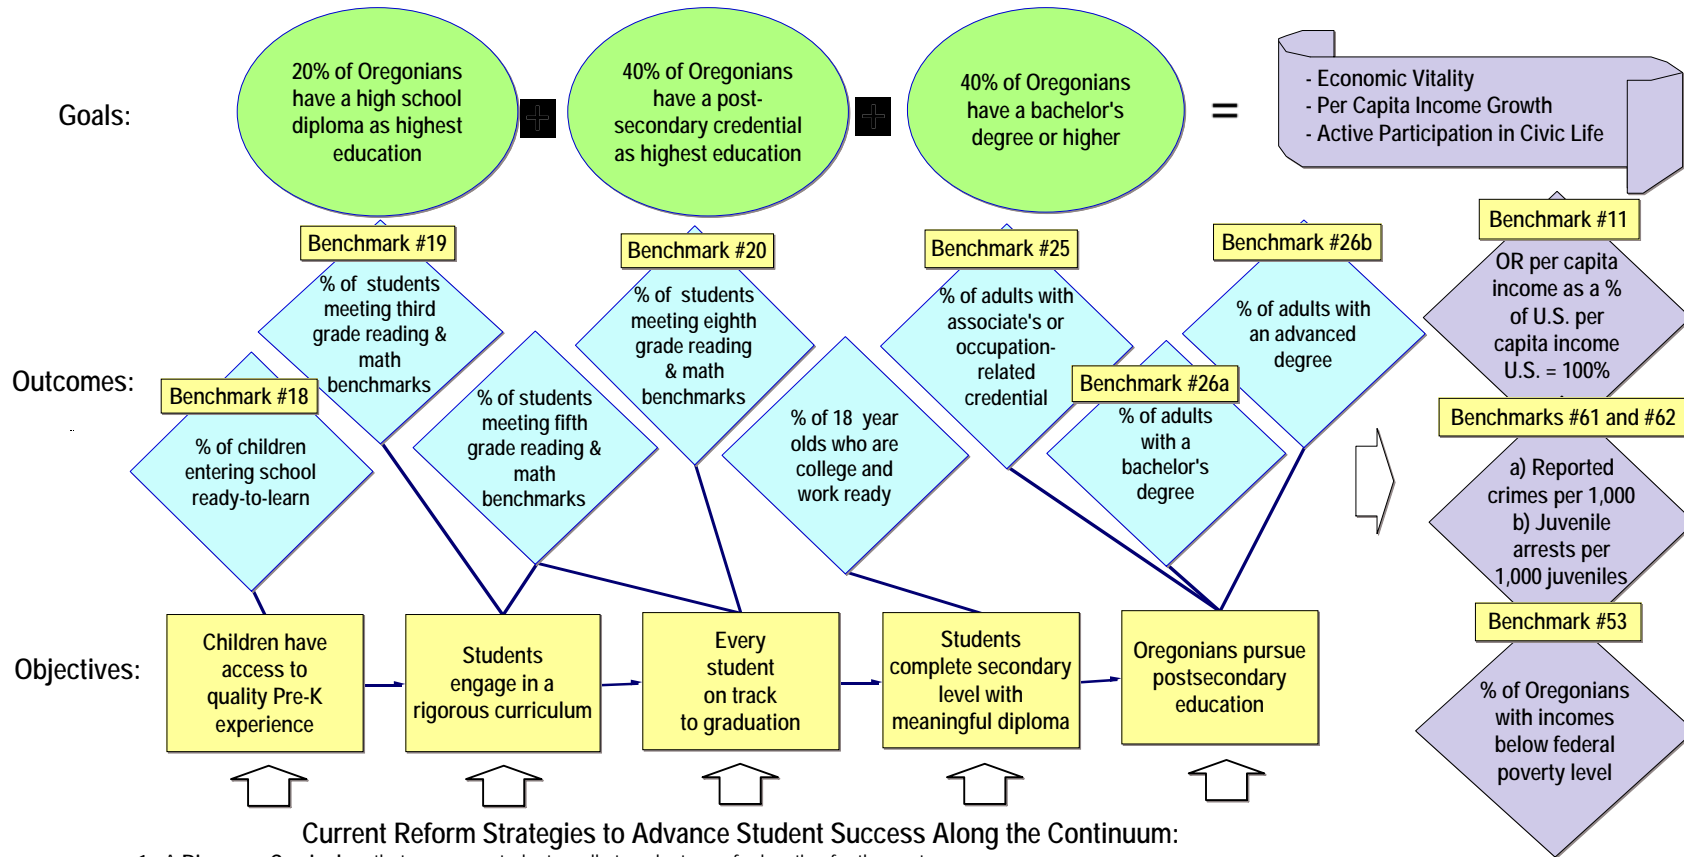 Goals:
20% of Oregonians
have a high school
diploma as highest
education
+
40% of Oregonians
have a post-
secondary credential
as highest education
+
40% of Oregonians
have a bachelor's
degree or higher
=
- Economic Vitality
- Per Capita Income Growth
- Active Participation in Civic Life
Outcomes:
Benchmark #18
% of children
entering school
ready-to-learn
Benchmark #19
% of students
meeting third
grade reading &
math
benchmarks
% of students
meeting fifth
grade reading &
math
benchmarks
Benchmark #20
% of students
meeting eighth
grade reading
& math
benchmarks
% of 18 year
olds who are
college and
work ready
Benchmark #25
% of adults with
associate's or
occupation-
related
credential
Benchmark #26a
% of adults
with a
bachelor's
degree
Benchmark #26b
% of adults with
an advanced
degree
Benchmark #11
OR per capita
income as a %
of U.S. per
capita income
U.S. = 100%
Benchmarks #61 and #62
a) Reported
crimes per 1,000
b) Juvenile
arrests per
1,000 juveniles
Benchmark #53
% of Oregonians
with incomes
below federal
poverty level
Objectives:
Children have
access to
quality Pre-K
experience
Students
engage in a
rigorous curriculum
Every
student
on track
to graduation
Students
complete secondary
level with
meaningful diploma
Oregonians pursue
postsecondary
education
Current Reform Strategies to Advance Student Success Along the Continuum: